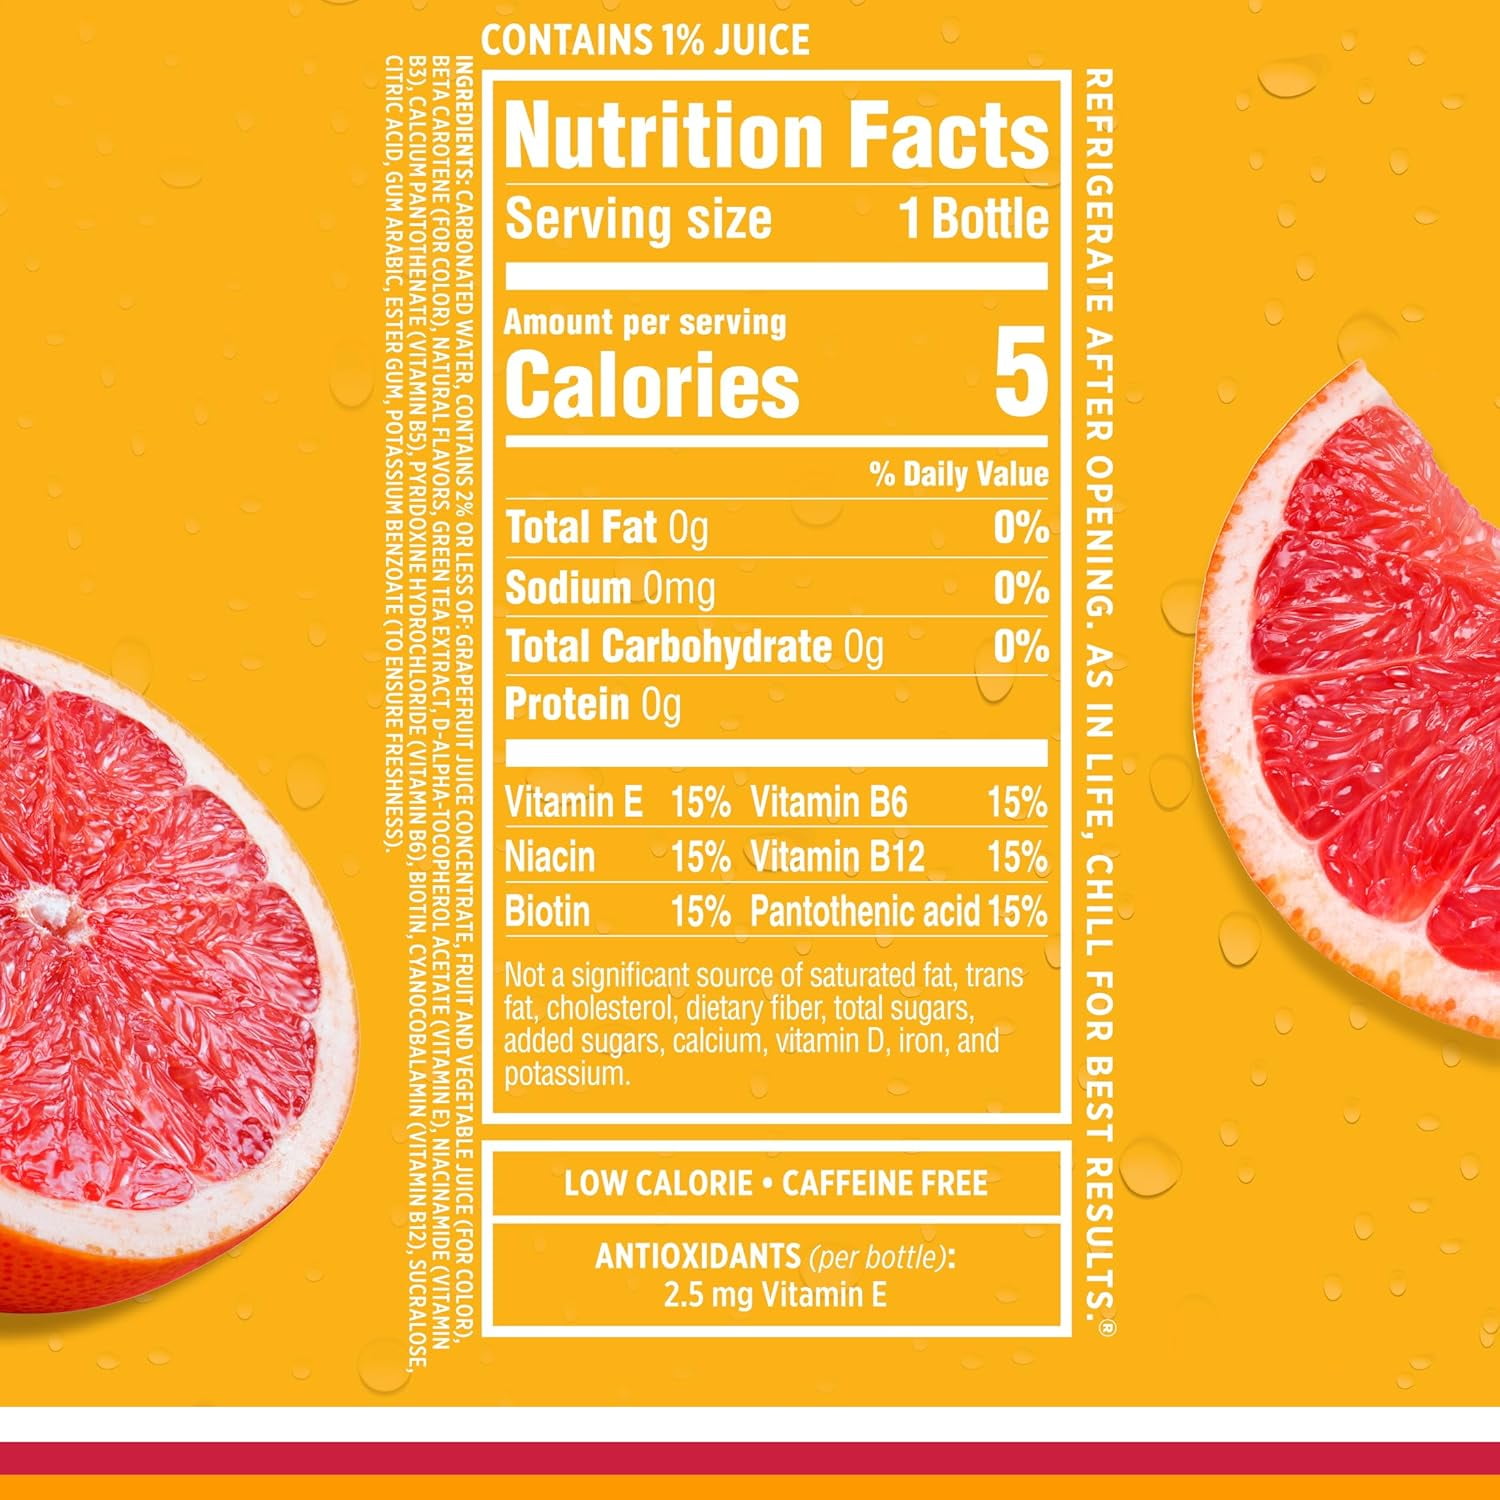 CONTAINS 1% JUICE
Nutrition Facts
Serving size 1 Bottle
Amount per serving
Calories 5
% Daily Value
Total Fat 0g 0%
Sodium 0mg 0%
Total Carbohydrate 0g 0%
Protein 0g
Vitamin E 15% Vitamin B6 15%
Niacin 15% Vitamin B12 15%
Biotin 15% Pantothenic acid 15%
Not a significant source of saturated fat, trans
fat, cholesterol, dietary fiber, total sugars,
added sugars, calcium, vitamin D, iron, and
potassium.
LOW CALORIE • CAFFEINE FREE
ANTIOXIDANTS (per bottle):
2.5 mg Vitamin E
INGREDIENTS: CARBONATED WATER, CONTAINS 2% OR LESS OF: GRAPEFRUIT JUICE CONCENTRATE, FRUIT AND VEGETABLE JUICE (FOR COLOR),
BETA CAROTENE (FOR COLOR), NATURAL FLAVORS, GREEN TEA EXTRACT, D-ALPHA-TOCOPHEROL ACETATE (VITAMIN E), NIACINAMIDE (VITAMIN
B3), CALCIUM PANTOTHENATE (VITAMIN B5), PYRIDOXINE HYDROCHLORIDE (VITAMIN B6), BIOTIN, CYANOCOBALAMIN (VITAMIN B12), SUCRALOSE,
CITRIC ACID, GUM ARABIC, ESTER GUM, POTASSIUM BENZOATE (TO ENSURE FRESHNESS).
REFRIGERATE AFTER OPENING. AS IN LIFE, CHILL FOR BEST RESULTS.®